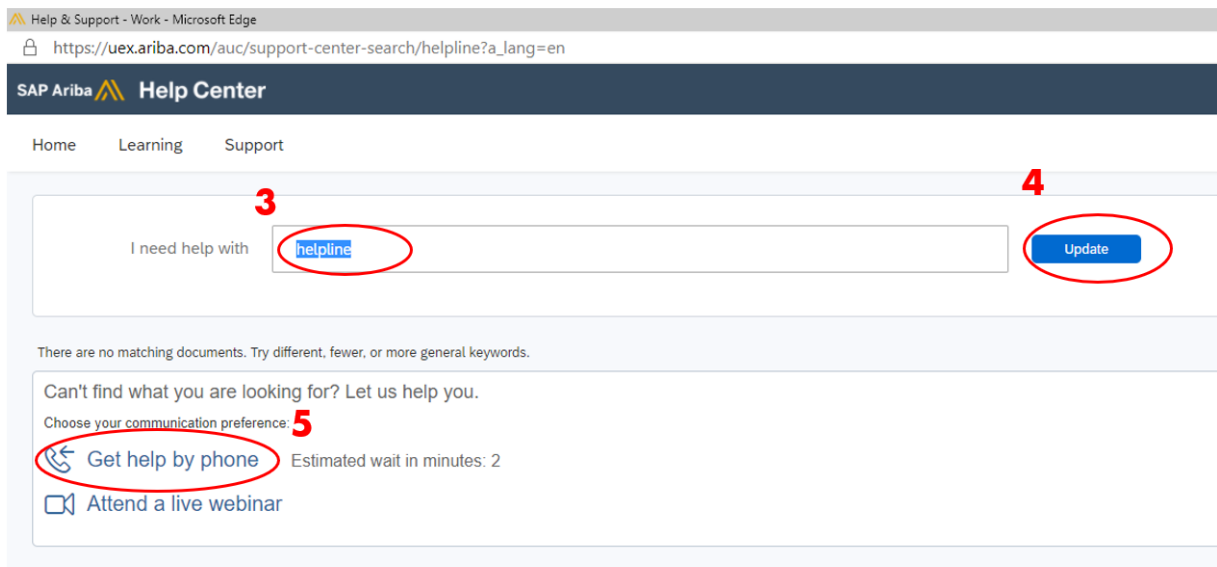 Help & Support - Work - Microsoft Edge
https://uex.ariba.com/auc/support-center-search/helpline?a_lang=en
SAP Ariba Help Center
Home Learning Support
3
4
I need help with helpline Update
There are no matching documents. Try different, fewer, or more general keywords.
Can't find what you are looking for? Let us help you.
Choose your communication preference: 5
Get help by phone Estimated wait in minutes: 2
Attend a live webinar